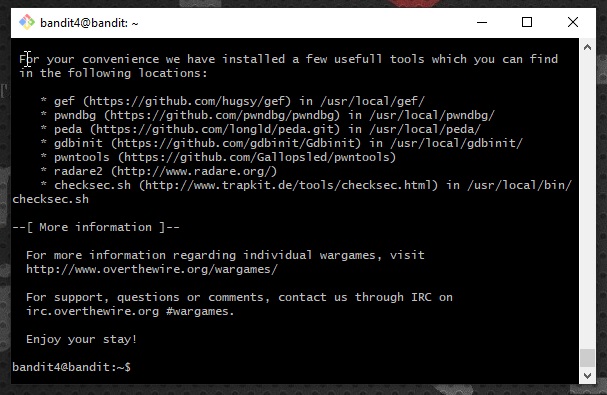 bandit4@bandit: ~
For your convenience we have installed a few usefull tools which you can find
in the following locations:
* gef (https://github.com/hugsy/gef) in /usr/local/gef/
* pwndbg (https://github.com/pwndbg/pwndbg) in /usr/local/pwndbg/
* peda (https://github.com/longld/peda.git) in /usr/local/peda/
* gdbinit (https://github.com/gdbinit/Gdbinit) in /usr/local/gdbinit/
* pwntools (https://github.com/Gallopsled/pwntools)
* radare2 (http://www.radare.org/)
* checksec.sh (http://www.trapkit.de/tools/checksec.html) in /usr/local/bin/
checksec.sh
--[ More information ]--
For more information regarding individual wargames, visit
http://www.overthewire.org/wargames/
For support, questions or comments, contact us through IRC on
irc.overthewire.org #wargames.
Enjoy your stay!
bandit4@bandit:~$